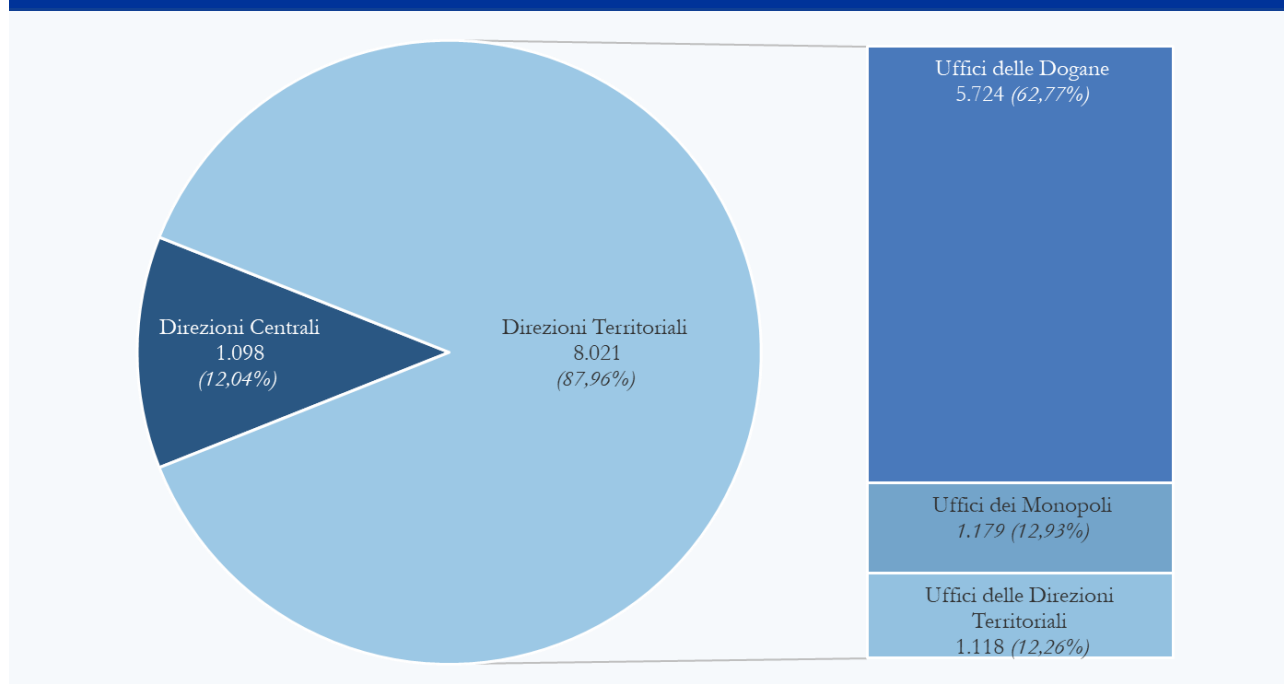 Direzioni Centrali
1.098
(12,04%)
Direzioni Territoriali
8.021
(87,96%)
Uffici delle Dogane
5.724 (62,77%)
Uffici dei Monopoli
1.179 (12,93%)
Uffici delle Direzioni
Territoriali
1.118 (12,26%)